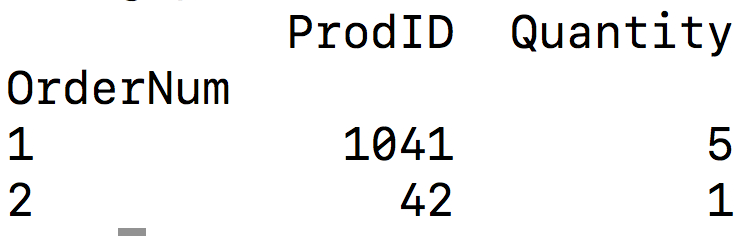 ProdID Quantity
OrderNum
1 1041 5
2 42 1